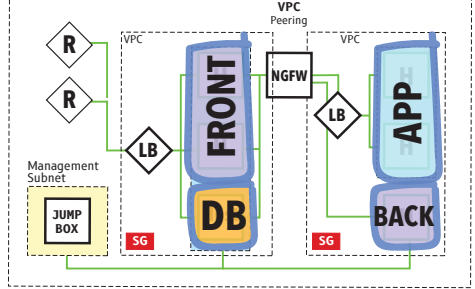 VPC
Peering
VPC
VPC
R
R
LB
FRONT
NGFW
LB
APP
Management
Subnet
JUMP
BOX
DB
BACK
SG
SG